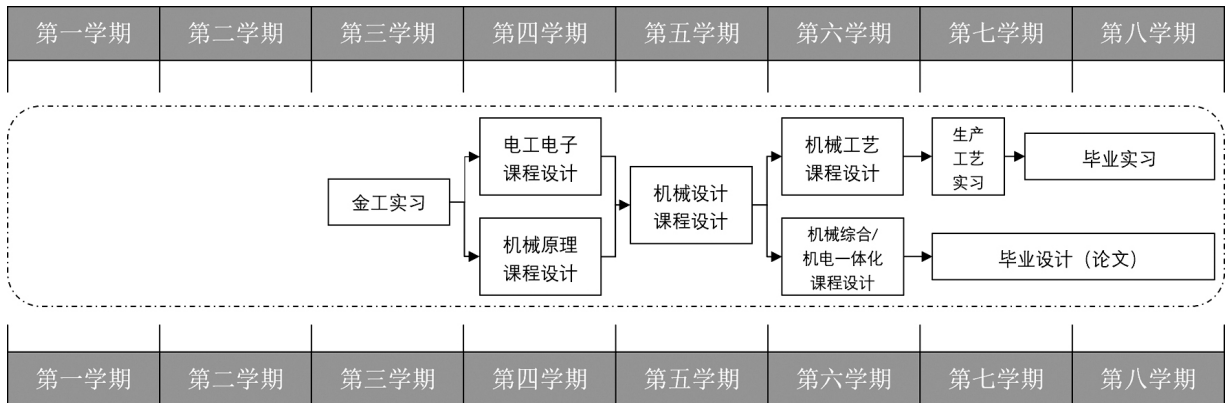 第一学期
第二学期
第三学期
第四学期
第五学期
第六学期
第七学期
第八学期
金工实习
电工电子
课程设计
机械原理
课程设计
机械设计
课程设计
机械工艺
课程设计
机械综合/
机电一体化
课程设计
生产
工艺
实习
毕业实习
毕业设计（论文）
第一学期
第二学期
第三学期
第四学期
第五学期
第六学期
第七学期
第八学期